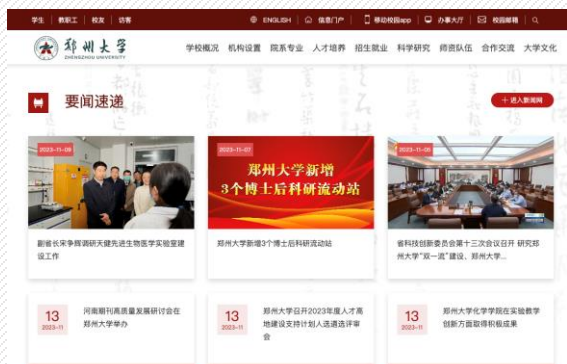 学生 教职工 校友 访客 ENGLISH 信息门户 移动校园app 办事大厅 校园邮箱
郑州大学
ZHENGZHOU UNIVERSITY
学校概况 机构设置 院系专业 人才培养 招生就业 科学研究 师资队伍 合作交流 大学文化
要闻速递
+ 进入新闻网
2023-11-09
副省长宋争辉调研天健先进生物医学实验室建
设工作
2023-11-07
郑州大学新增
3个博士后科研流动站
郑州大学新增3个博士后科研流动站
2023-11-06
省科技创新委员会第十三次会议召开 研究郑
州大学“双一流”建设、郑州大学...
13
2023-11
河南期刊高质量发展研讨会在
郑州大学举办
13
2023-11
郑州大学召开2023年度人才高
地建设支持计划人选遴选评审
会
13
2023-11
郑州大学化学学院在实验教学
创新方面取得积极成果